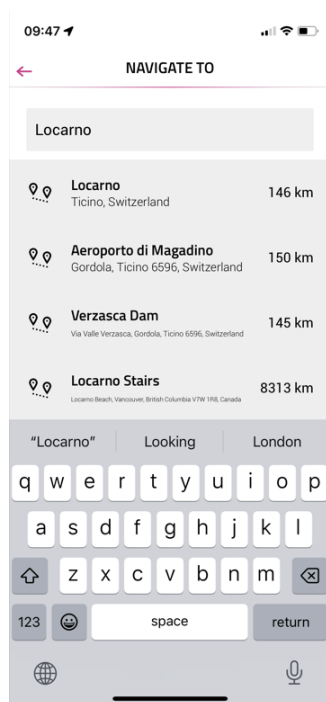 09:47
NAVIGATE TO
Locarno
Locarno 146 km
Ticino, Switzerland
Aeroporto di Magadino 150 km
Gordola, Ticino 6596, Switzerland
Verzasca Dam 145 km
Via Valle Verzasca, Gordola, Ticino 6596, Switzerland
Locarno Stairs 8313 km
Locarno Beach, Vancouver, British Columbia V7W 1R8, Canada
“Locarno” Looking London
q w e r t y u i o p
a s d f g h j k l
z x c v b n m
123 space return